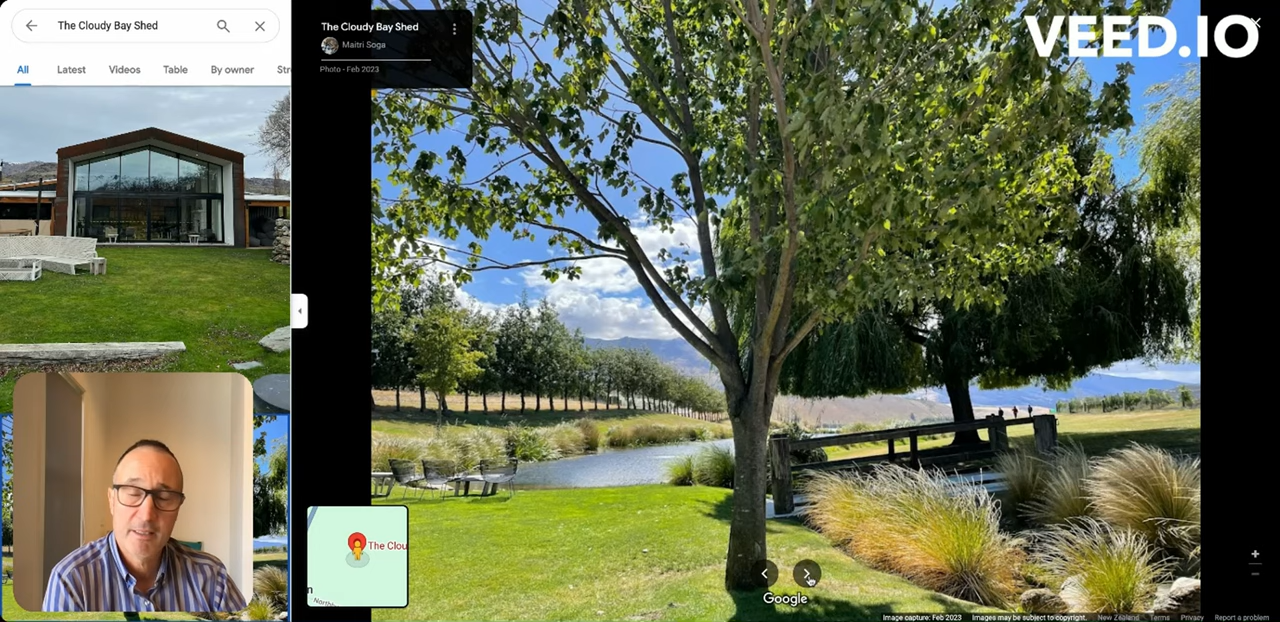 The Cloudy Bay Shed
All
Latest
Videos
Table
By owner
Str
The Cloudy Bay Shed
Maitri Soga
Photo - Feb 2023
VEED.IO
The Clou
n
Northb
Google
Image capture: Feb 2023
Images may be subject to copyright.
New Zealand
Terms
Privacy
Report a problem